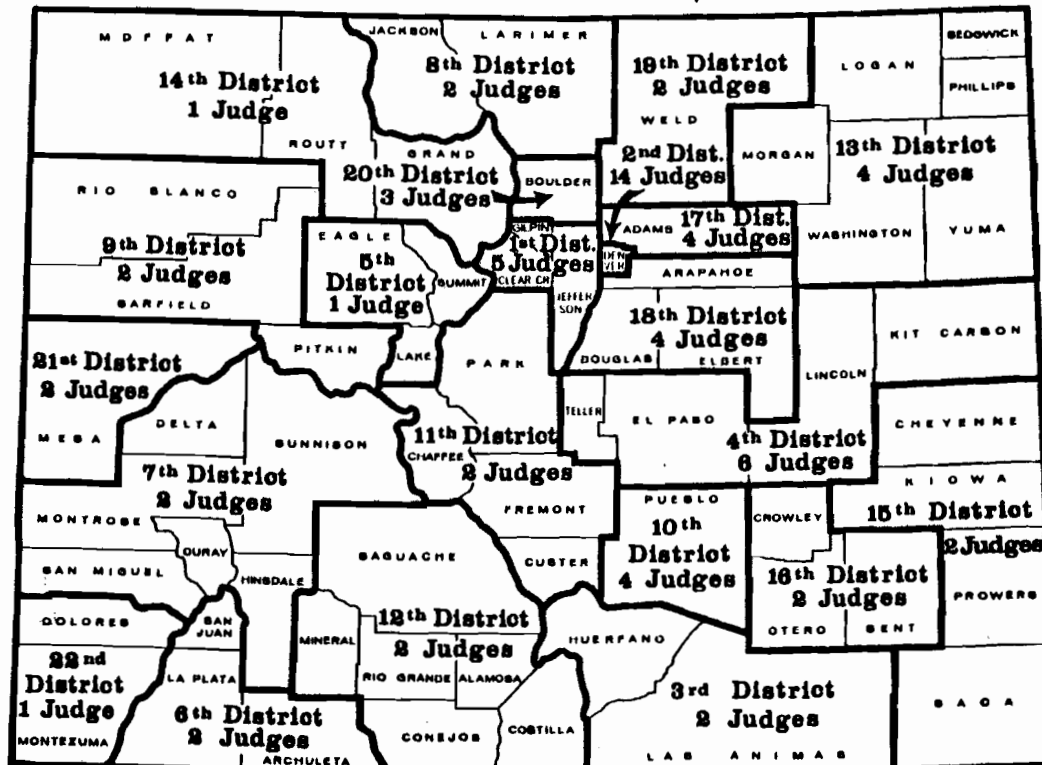 MOFFAT
JACKSON
LARIMER
SEDGWICK
LOGAN
PHILLIPS
14th District
1 Judge
8th District
2 Judges
19th District
2 Judges
WELD
ROUTT
GRAND
20th District
3 Judges
BOULDER
2nd Dist.
14 Judges
MORGAN
13th District
4 Judges
RIO BLANCO
GILPIN
1st Dist.
5 Judges
CLEAR CR
ADAMS
17th Dist.
4 Judges
DEN
VER
WASHINGTON
YUMA
9th District
2 Judges
GARFIELD
EAGLE
5th
District
1 Judge
SUMMIT
ARAPAHOE
JEFFER
SON
18th District
4 Judges
DOUGLAS
ELBERT
KIT CARSON
LINCOLN
21st District
2 Judges
PITKIN
LAKE
PARK
MESA
DELTA
GUNNISON
TELLER
EL PASO
CHEYENNE
7th District
2 Judges
CHAFFEE
11th District
2 Judges
4th District
6 Judges
KIOWA
15th District
2 Judges
MONTROSE
OURAY
FREMONT
PUEBLO
10th
District
4 Judges
CROWLEY
SAN MIGUEL
HINSDALE
SAGUACHE
CUSTER
16th District
2 Judges
PROWERS
OTERO
BENT
DOLORES
SAN
JUAN
MINERAL
12th District
2 Judges
HUERFANO
22nd
District
1 Judge
MONTEZUMA
LA PLATA
RIO GRANDE
ALAMOSA
6th District
2 Judges
ARCHULETA
CONEJOS
COSTILLA
3rd District
2 Judges
LAS ANIMAS
BACA